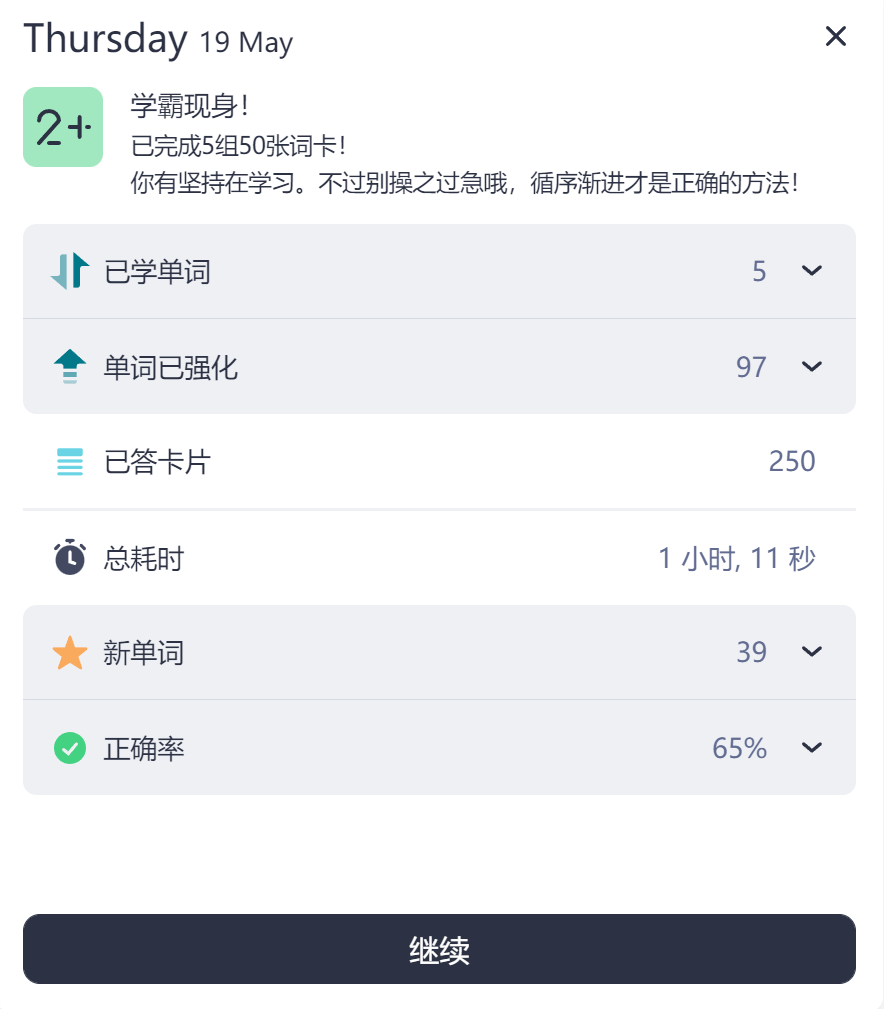 Thursday 19 May
2+
学霸现身！
已完成5组50张词卡！
你有坚持在学习。不过别操之过急哦，循序渐进才是正确的方法！
已学单词 5
单词已强化 97
已答卡片 250
总耗时 1 小时, 11 秒
新单词 39
正确率 65%
继续